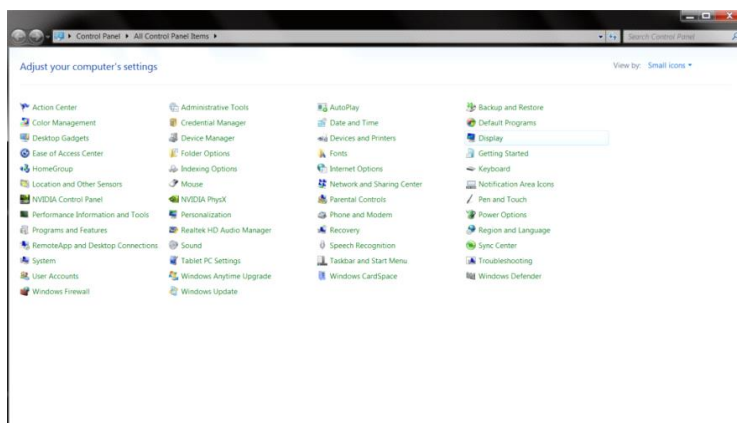 Control Panel ▸ All Control Panel Items ▸ Search Control Panel
Adjust your computer's settings View by: Small icons
Action Center Administrative Tools AutoPlay Backup and Restore
Color Management Credential Manager Date and Time Default Programs
Desktop Gadgets Device Manager Devices and Printers Display
Ease of Access Center Folder Options Fonts Getting Started
HomeGroup Indexing Options Internet Options Keyboard
Location and Other Sensors Mouse Network and Sharing Center Notification Area Icons
NVIDIA Control Panel NVIDIA PhysX Parental Controls Pen and Touch
Performance Information and Tools Personalization Phone and Modem Power Options
Programs and Features Realtek HD Audio Manager Recovery Region and Language
RemoteApp and Desktop Connections Sound Speech Recognition Sync Center
System Tablet PC Settings Taskbar and Start Menu Troubleshooting
User Accounts Windows Anytime Upgrade Windows CardSpace Windows Defender
Windows Firewall Windows Update